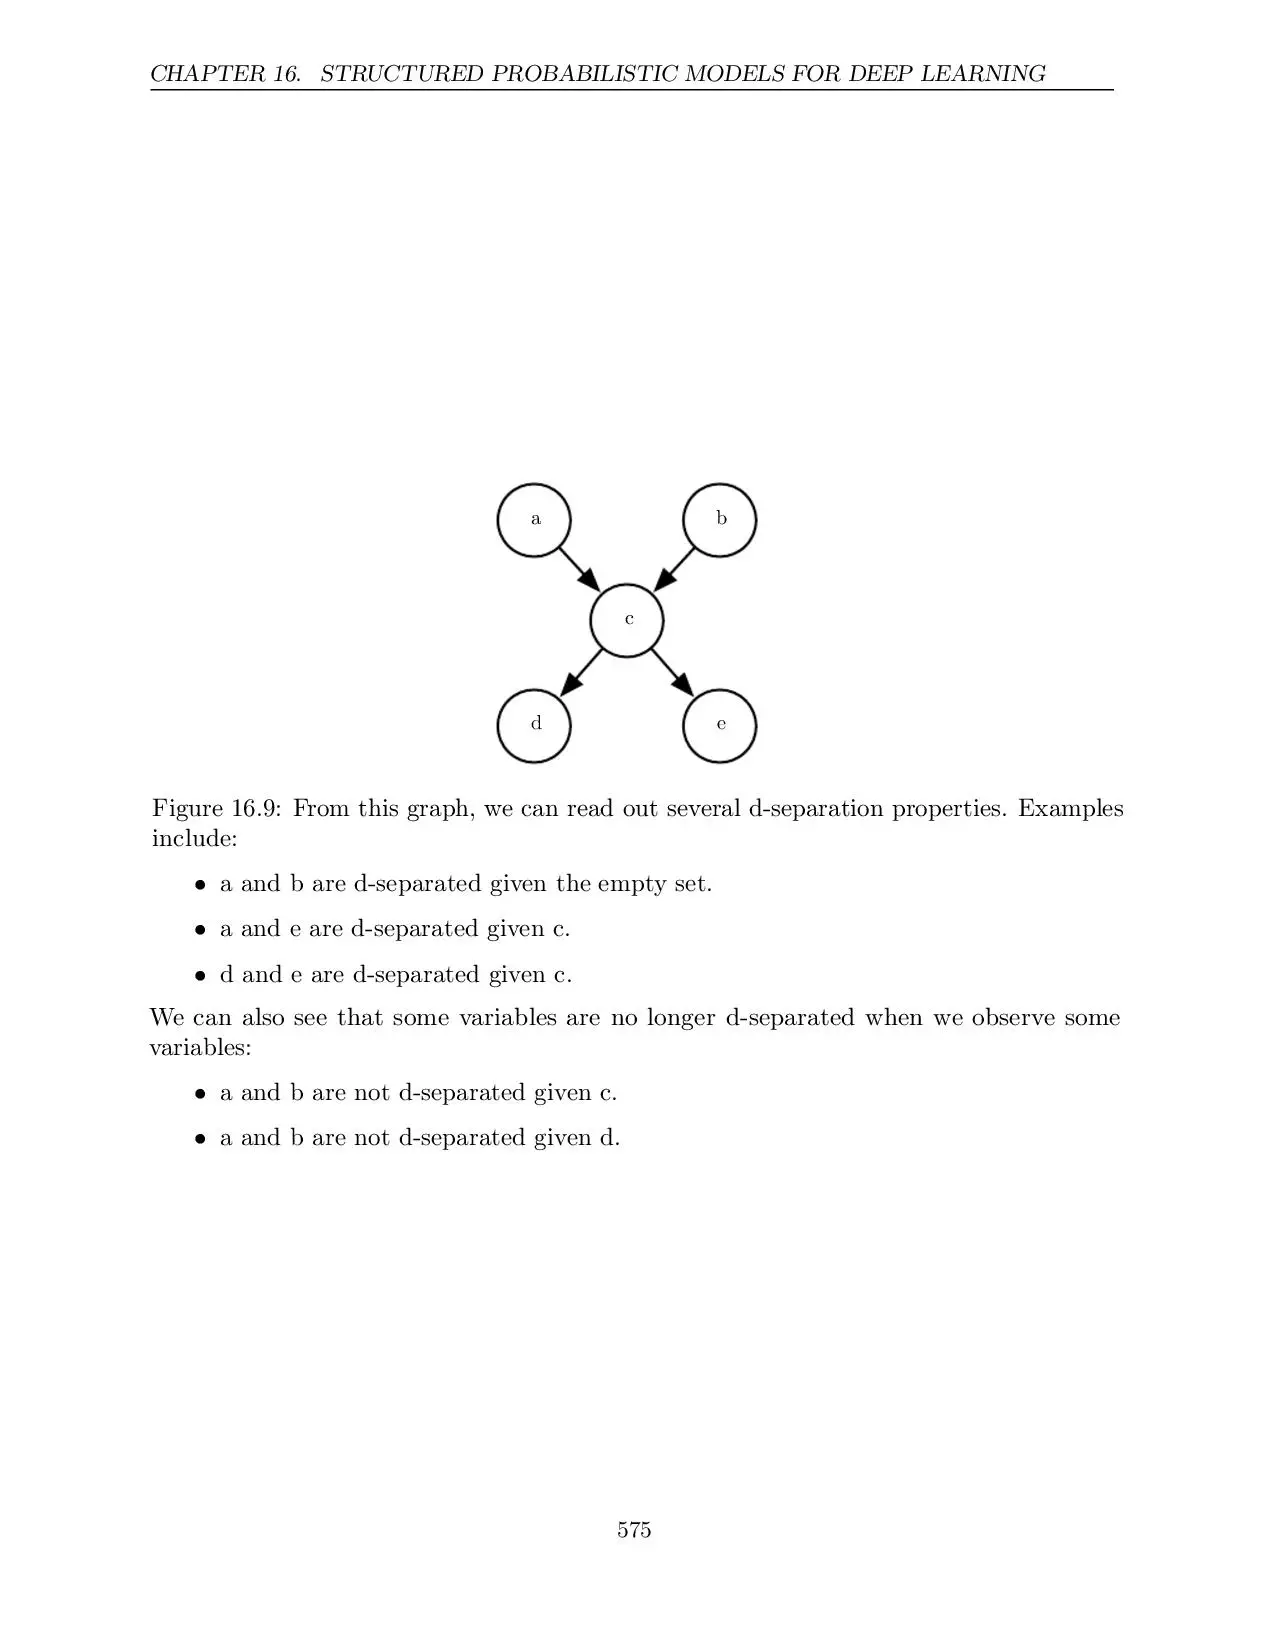 CHAPTER 16. STRUCTURED PROBABILISTIC MODELS FOR DEEP LEARNING
a
b
c
d
e
Figure 16.9: From this graph, we can read out several d-separation properties. Examples
include:
• a and b are d-separated given the empty set.
• a and e are d-separated given c.
• d and e are d-separated given c.
We can also see that some variables are no longer d-separated when we observe some
variables:
• a and b are not d-separated given c.
• a and b are not d-separated given d.
575